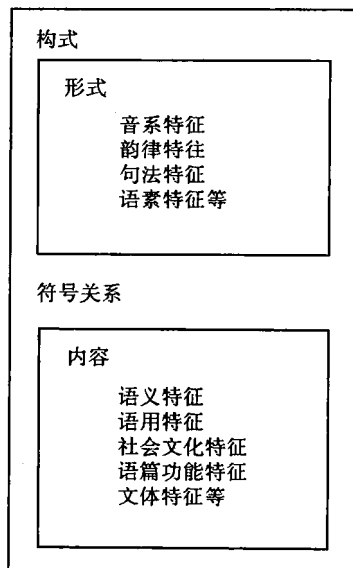 构式
形式
音系特征
韵律特往
句法特征
语素特征等
符号关系
内容
语义特征
语用特征
社会文化特征
语篇功能特征
文体特征等